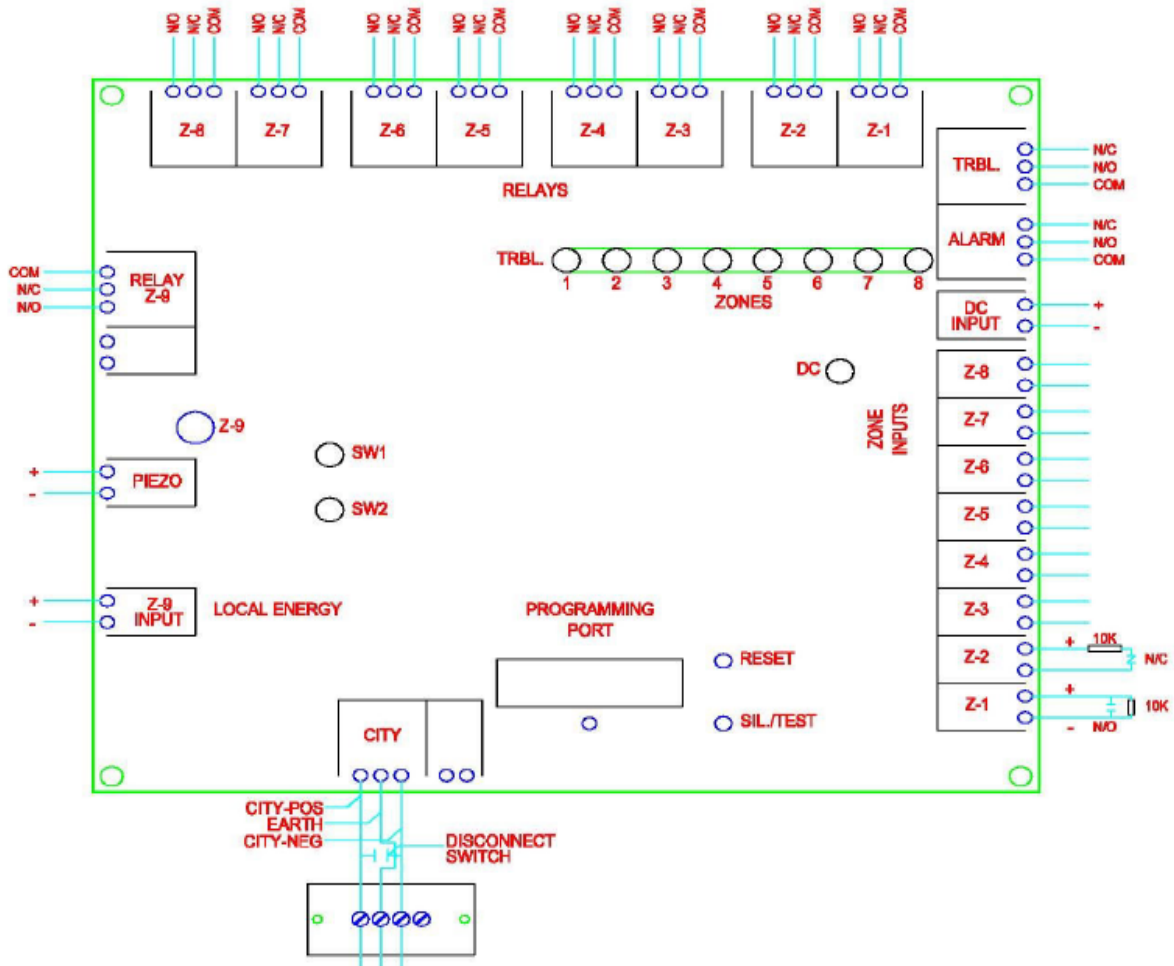 N/O N/C COM N/O N/C COM N/O N/C COM N/O N/C COM N/O N/C COM N/O N/C COM N/O N/C COM N/O N/C COM
Z-8 Z-7 Z-6 Z-5 Z-4 Z-3 Z-2 Z-1
RELAYS
TRBL.
N/C
N/O
COM
ALARM
N/C
N/O
COM
TRBL.
1 2 3 4 5 6 7 8
ZONES
COM
N/C
N/O
RELAY
Z-9
DC
INPUT
+
-
DC
ZONE
INPUTS
Z-8
Z-7
Z-6
Z-5
Z-4
Z-3
Z-2
+ 10K
N/C
Z-1
+
10K
- N/O
Z-9
SW1
SW2
+
-
PIEZO
+
-
Z-9
INPUT
LOCAL ENERGY
PROGRAMMING
PORT
RESET
SIL./TEST
CITY
CITY-POS
EARTH
CITY-NEG
DISCONNECT
SWITCH